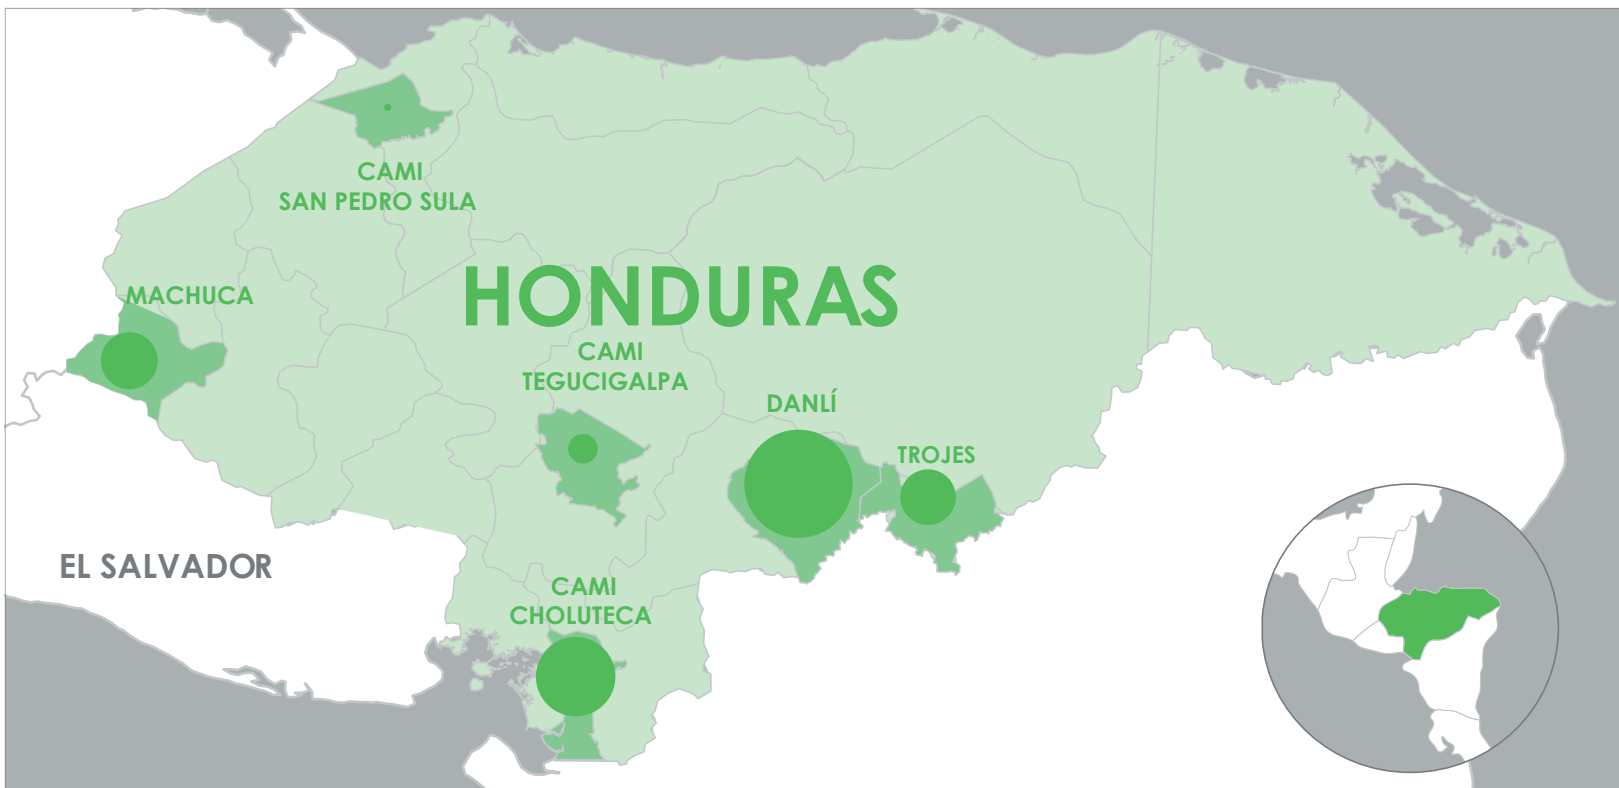 CAMI
SAN PEDRO SULA
HONDURAS
MACHUCA
CAMI
TEGUCIGALPA
DANLÍ
TROJES
EL SALVADOR
CAMI
CHOLUTECA